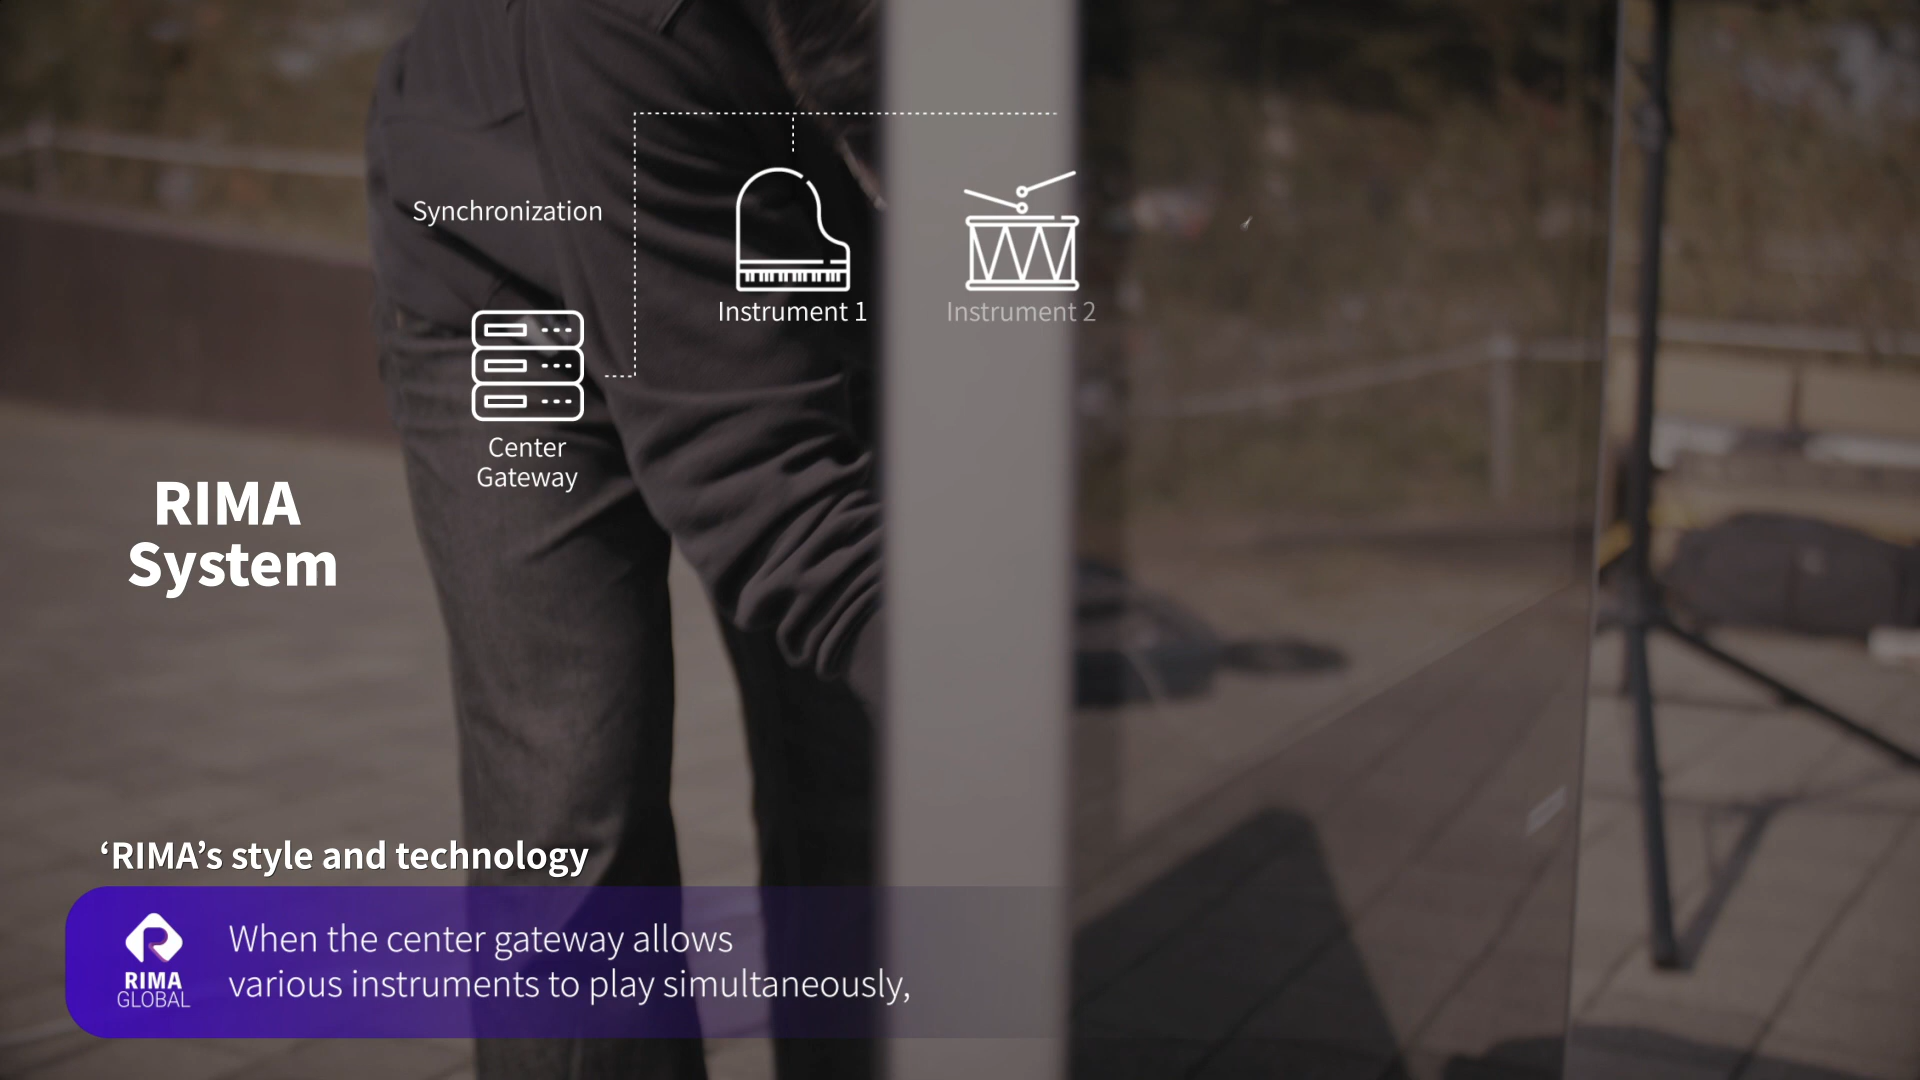 Synchronization
Instrument 1
Instrument 2
Center
Gateway
RIMA
System
‘RIMA’s style and technology
RIMA
GLOBAL
When the center gateway allows
various instruments to play simultaneously,